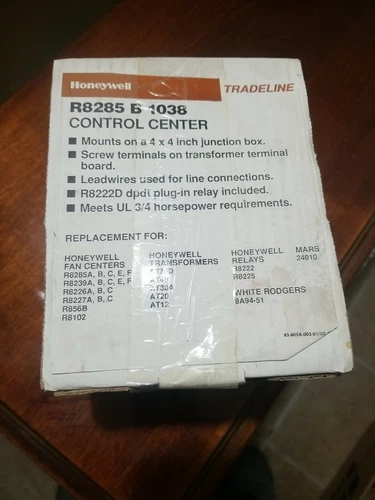 Honeywell
TRADELINE
R8285 B 1038
CONTROL CENTER
■ Mounts on a 4 x 4 inch junction box.
■ Screw terminals on transformer terminal
board.
■ Leadwires used for line connections.
■ R8222D dpdt plug-in relay included.
■ Meets UL 3/4 horsepower requirements.
REPLACEMENT FOR:
HONEYWELL
FAN CENTERS
R8285A, B, C, E, F
R8239A, B, C, E, F
R8226A, B, C
R8227A, B, C
R856B
R8102
HONEYWELL
TRANSFORMERS
AT20
AT12
HONEYWELL
RELAYS
R8222
R8225
WHITE RODGERS
8A94-51
MARS
24010